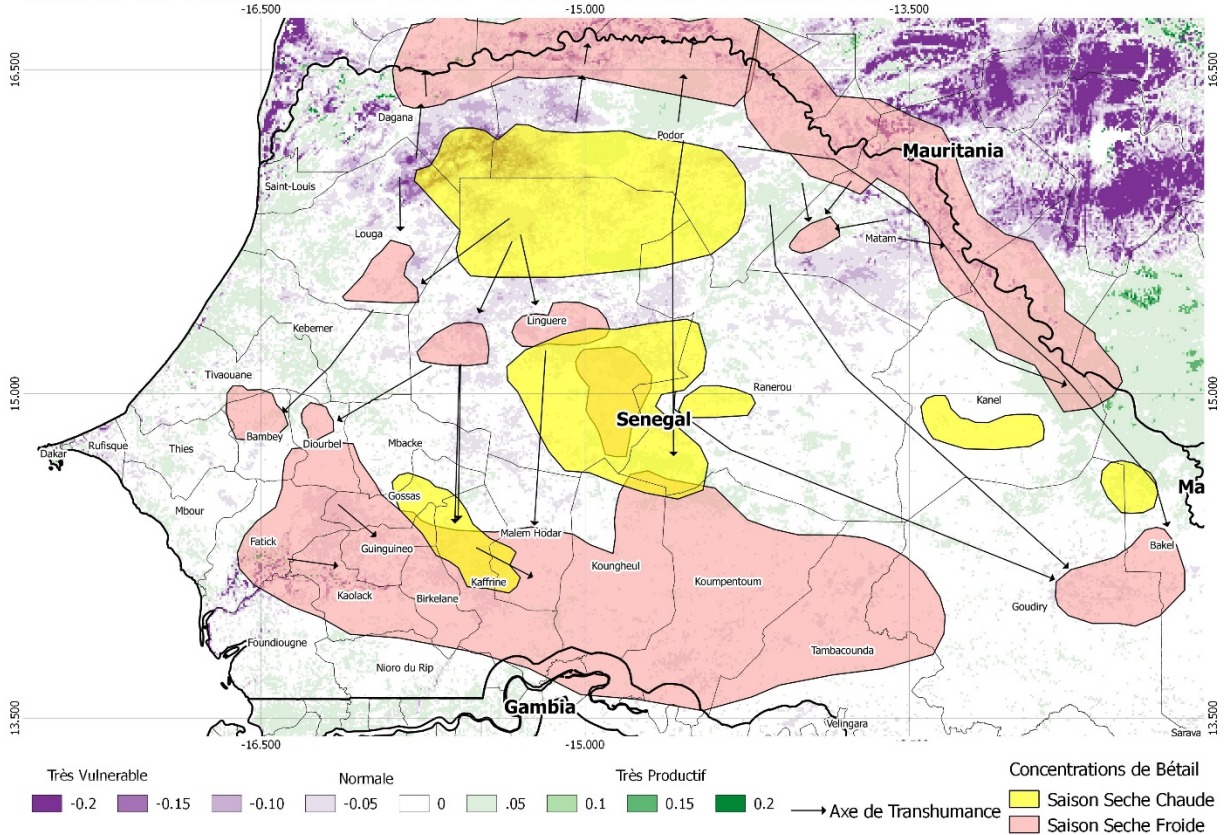 -16.500 -15.000 -13.500
16.500 16.500
Dagana
Podor
Mauritania
Saint-Louis
Louga
Matam
Linguere
Kebemer
Tivaouane
15.000 Ranerou Kanel 15.000
Senegal
Bambey
Diourbel
Mbacke
Dakar Rufisque Thies
Ma
Gossas
Mbour
Malem Hodar
Fatick Guinguineo
Bakel
Koungheul
Kaffrine Koumpentoum
Kaolack Birkelane
Goudiry
Foundiougne
Tambacounda
Nioro du Rip
Gambia
13.500 Velingara 13.500
Sarava
-16.500 -15.000 -13.500
Très Vulnerable Normale Très Productif
-0.2 -0.15 -0.10 -0.05 0 .05 0.1 0.15 0.2
Axe de Transhumance
Concentrations de Bétail
Saison Seche Chaude
Saison Seche Froide